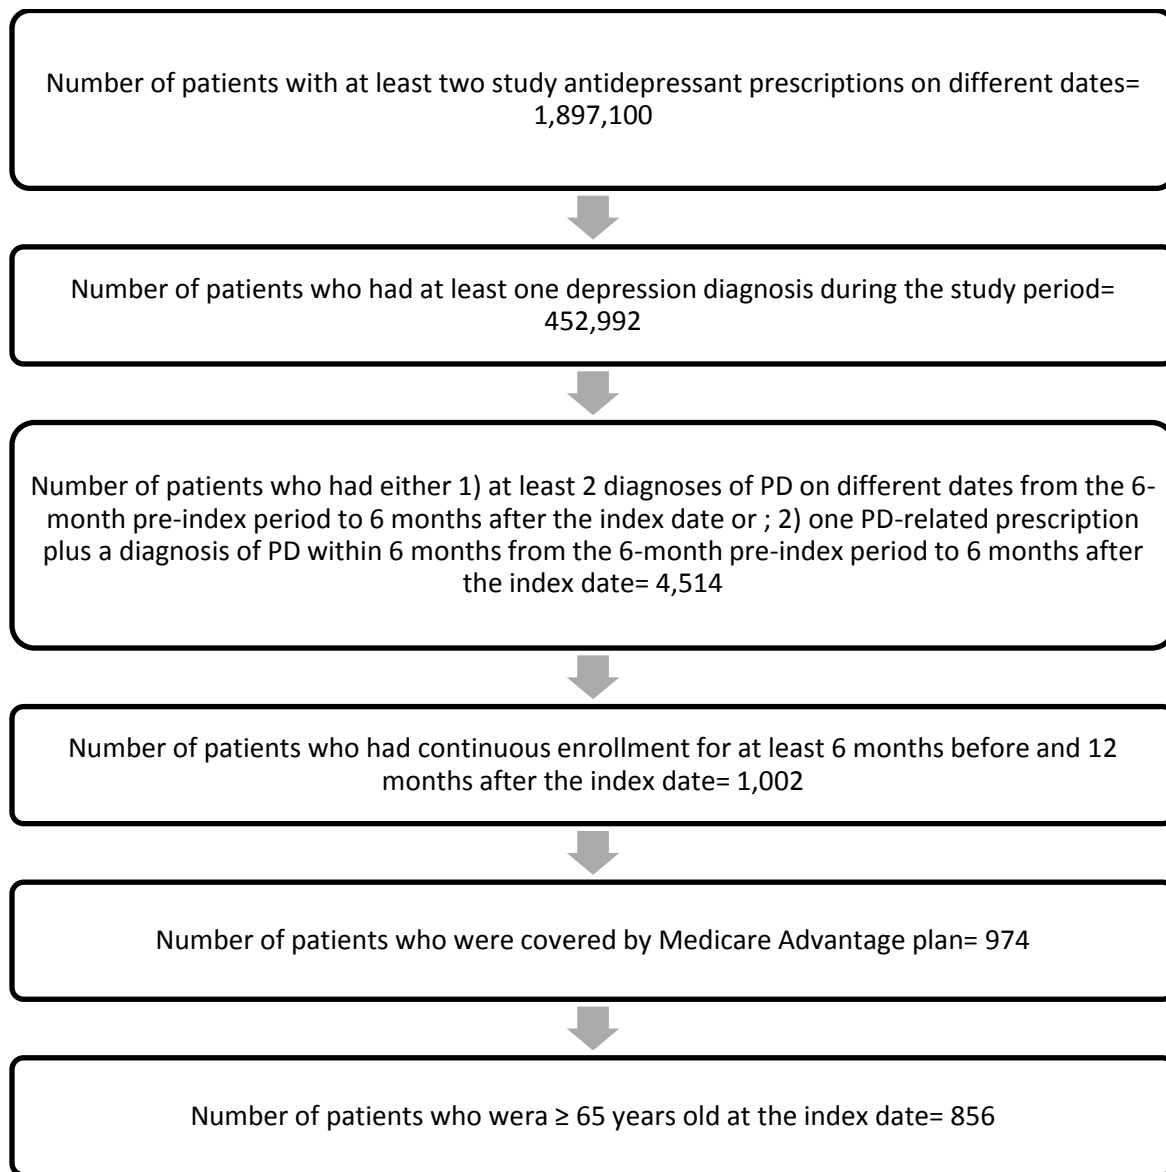 Number of patients with at least two study antidepressant prescriptions on different dates=
1,897,100
Number of patients who had at least one depression diagnosis during the study period=
452,992
Number of patients who had either 1) at least 2 diagnoses of PD on different dates from the 6-
month pre-index period to 6 months after the index date or ; 2) one PD-related prescription
plus a diagnosis of PD within 6 months from the 6-month pre-index period to 6 months after
the index date= 4,514
Number of patients who had continuous enrollment for at least 6 months before and 12
months after the index date= 1,002
Number of patients who were covered by Medicare Advantage plan= 974
Number of patients who wera ≥ 65 years old at the index date= 856